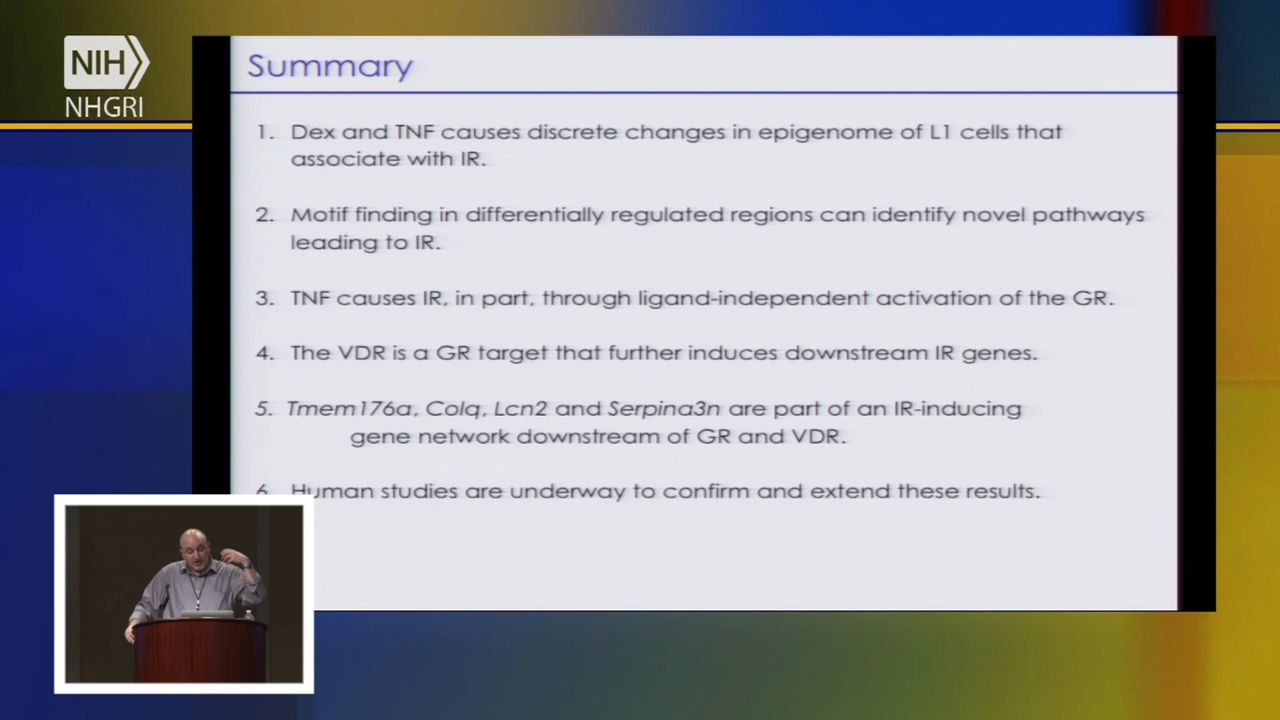 NIH
NHGRI
Summary
1. Dex and TNF causes discrete changes in epigenome of L1 cells that
associate with IR.
2. Motif finding in differentially regulated regions can identify novel pathways
leading to IR.
3. TNF causes IR, in part, through ligand-independent activation of the GR.
4. The VDR is a GR target that further induces downstream IR genes.
5. Tmem176a, Colq, Lcn2 and Serpina3n are part of an IR-inducing
gene network downstream of GR and VDR.
6. Human studies are underway to confirm and extend these results.